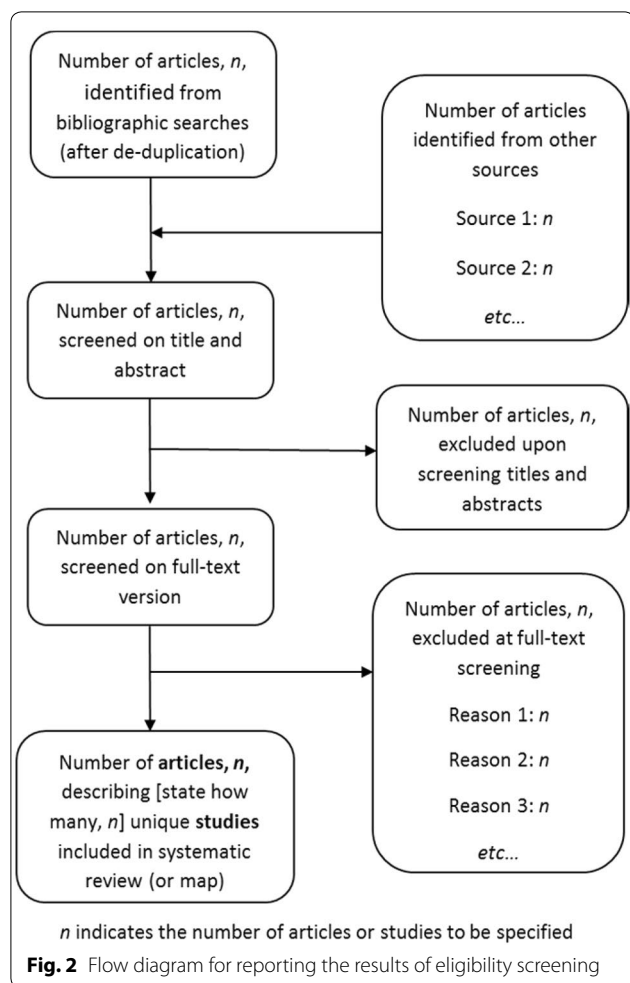 Number of articles, n,
identified from
bibliographic searches
(after de-duplication)
Number of articles
identified from other
sources
Source 1: n
Source 2: n
etc...
Number of articles, n,
screened on title and
abstract
Number of articles, n,
excluded upon
screening titles and
abstracts
Number of articles, n,
screened on full-text
version
Number of articles, n,
excluded at full-text
screening
Reason 1: n
Reason 2: n
Reason 3: n
etc...
Number of articles, n,
describing [state how
many, n] unique studies
included in systematic
review (or map)
n indicates the number of articles or studies to be specified
Fig. 2 Flow diagram for reporting the results of eligibility screening